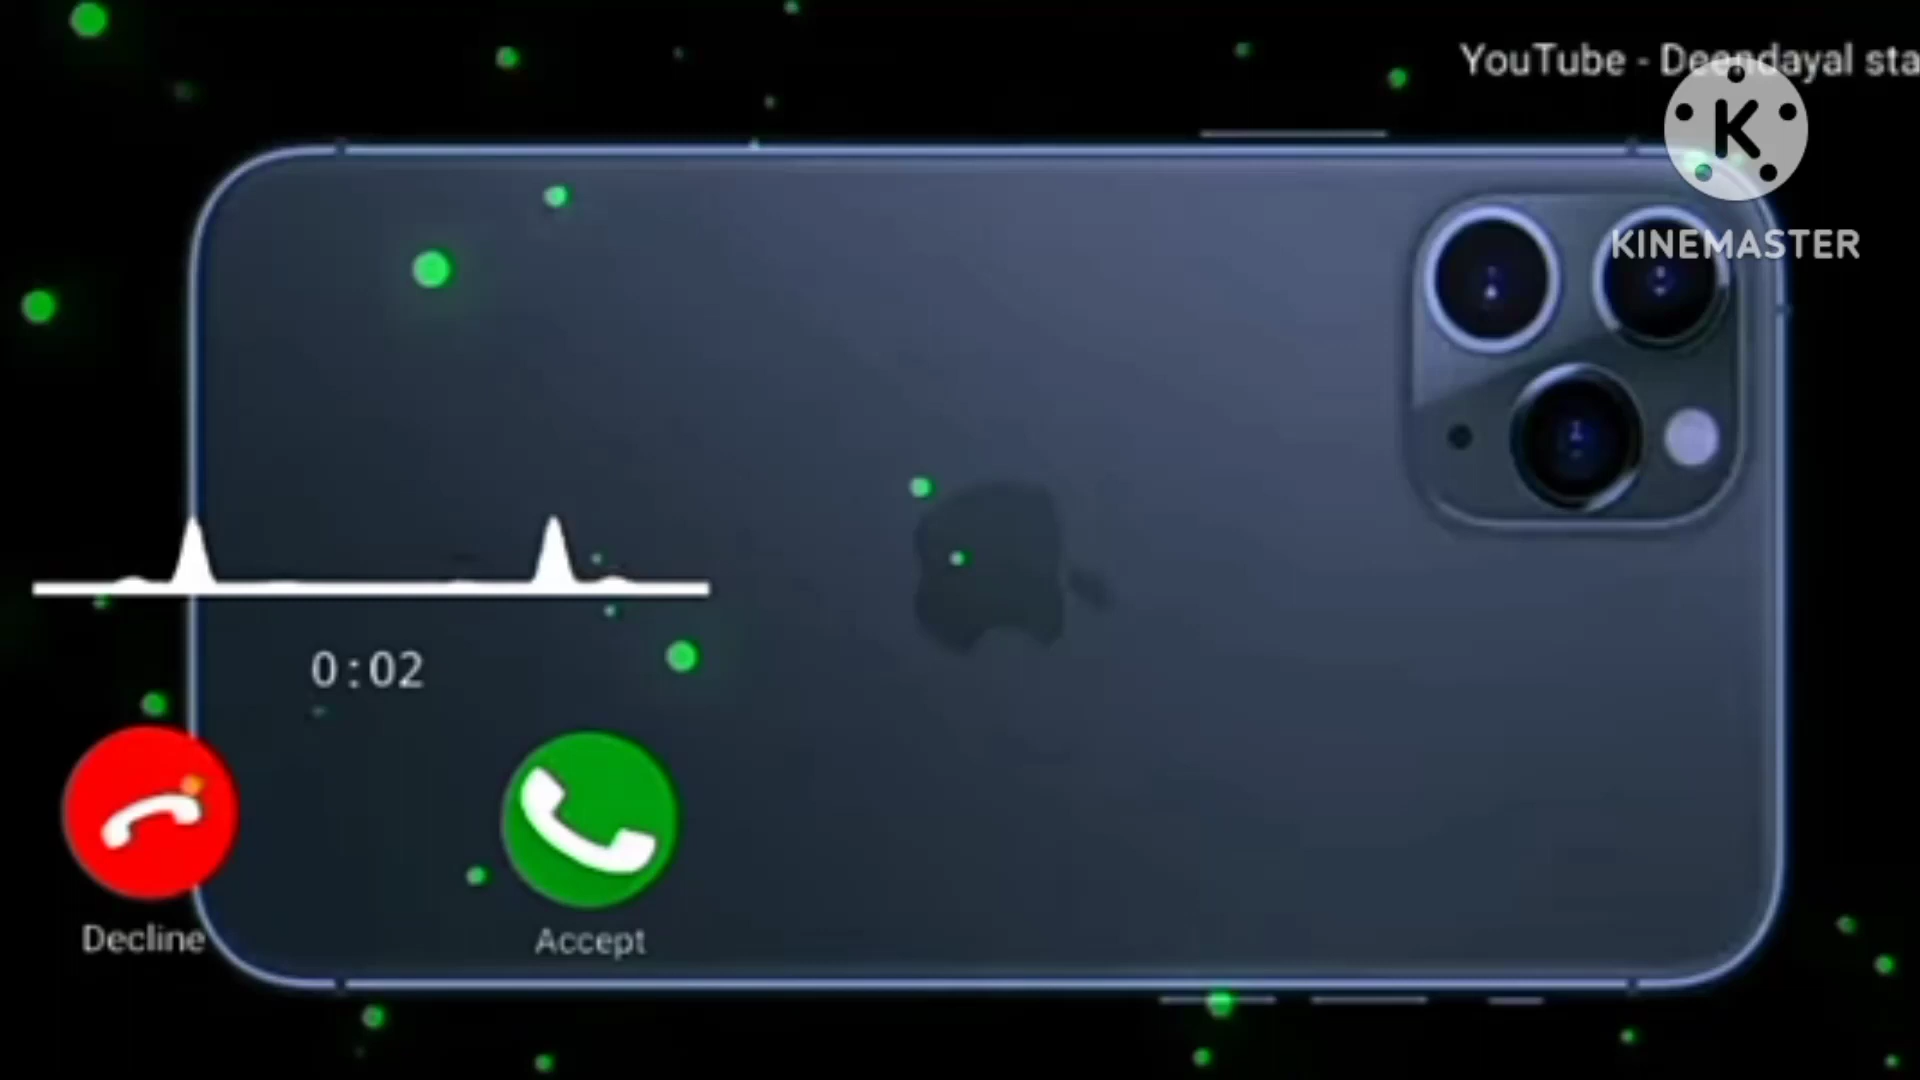 YouTube - Deendayal sta
KINEMASTER
0:02
Decline
Accept